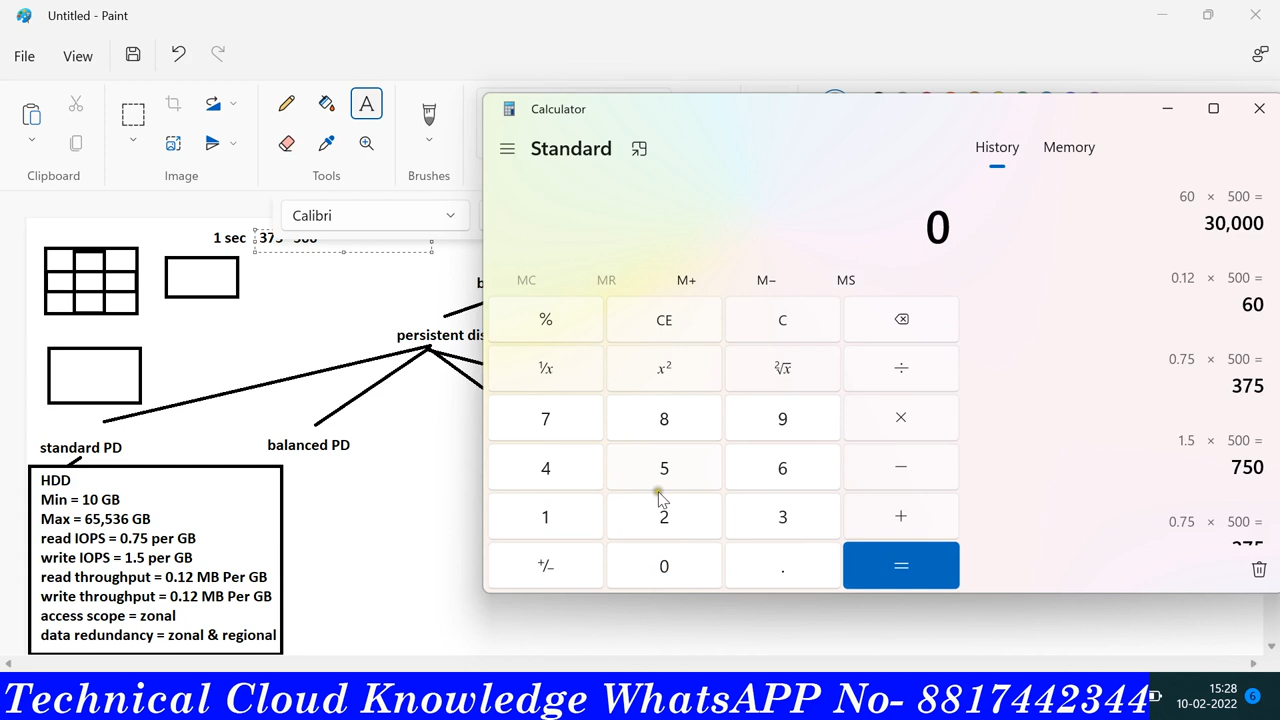 Untitled - Paint
File View
Clipboard
Image
Tools
Brushes
Calculator
Standard
History Memory
Calibri
0
60 × 500 =
30,000
0.12 × 500 =
60
0.75 × 500 =
375
1.5 × 500 =
750
0.75 × 500 =
MC MR M+ M− MS
% CE C
¹/x x² ²√x ÷
7 8 9 ×
4 5 6 −
1 2 3 +
+/− 0 . =
1 sec
persistent dis
standard PD
balanced PD
HDD
Min = 10 GB
Max = 65,536 GB
read IOPS = 0.75 per GB
write IOPS = 1.5 per GB
read throughput = 0.12 MB Per GB
write throughput = 0.12 MB Per GB
access scope = zonal
data redundancy = zonal & regional
Technical Cloud Knowledge WhatsAPP No- 8817442344
15:28
10-02-2022
6